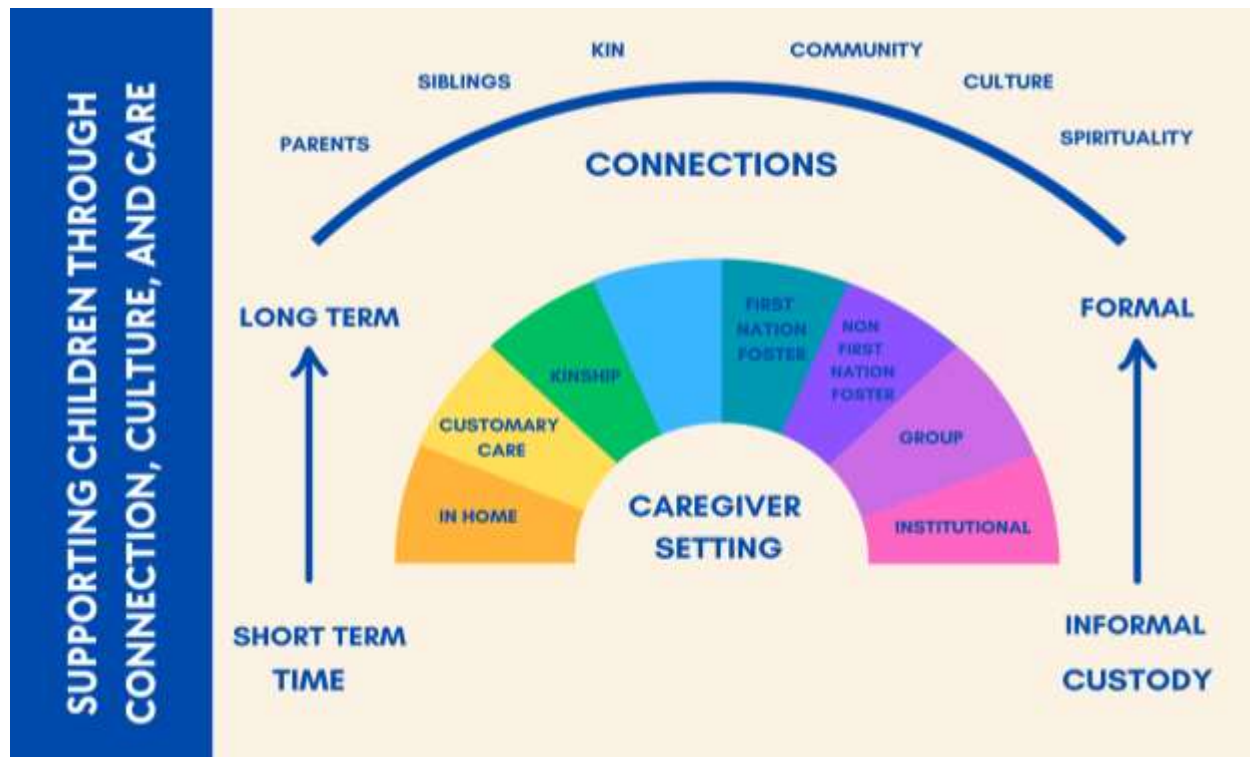 SUPPORTING CHILDREN THROUGH
CONNECTION, CULTURE, AND CARE
PARENTS
SIBLINGS
KIN
COMMUNITY
CULTURE
SPIRITUALITY
CONNECTIONS
LONG TERM
SHORT TERM
TIME
IN HOME
CUSTOMARY
CARE
KINSHIP
FIRST
NATION
FOSTER
NON
FIRST
NATION
FOSTER
GROUP
INSTITUTIONAL
CAREGIVER
SETTING
FORMAL
INFORMAL
CUSTODY